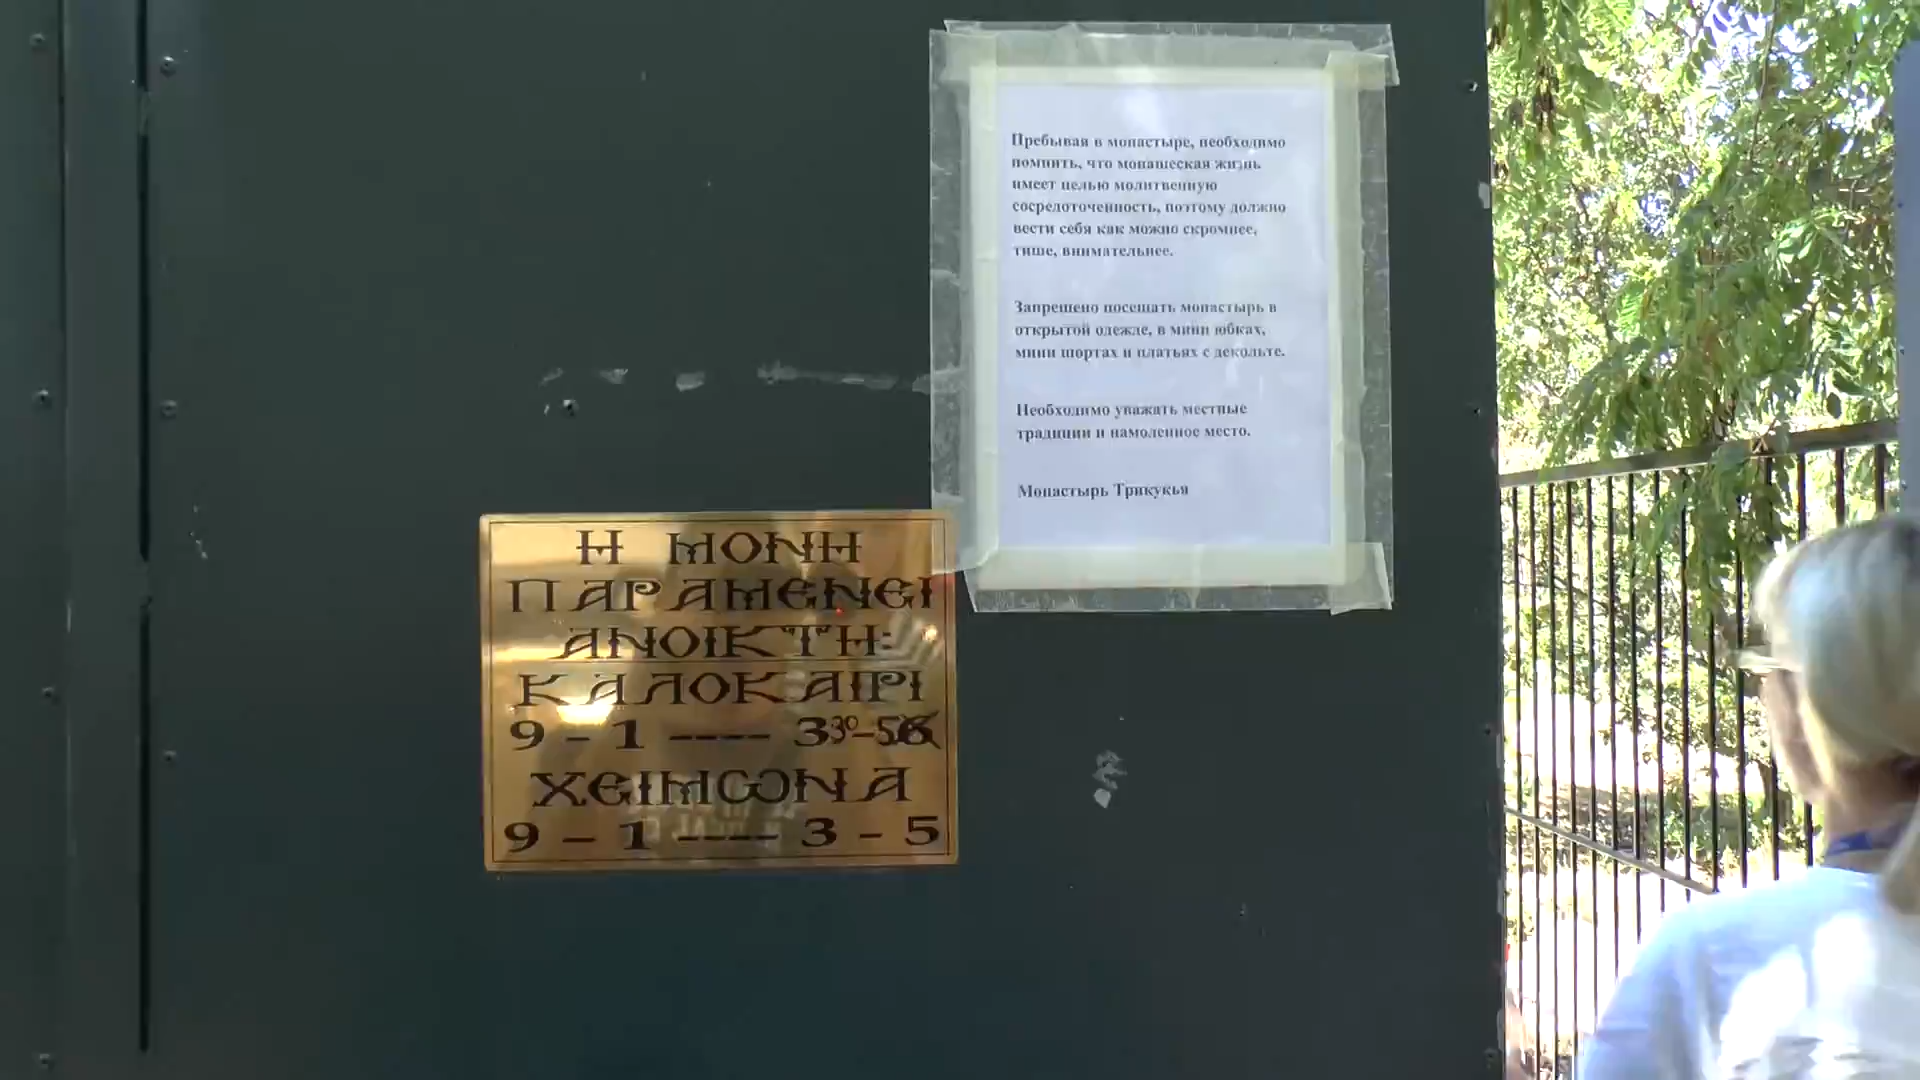 Пребывая в монастыре, необходимо
помнить, что монашеская жизнь
имеет целью молитвенную
сосредоточенность, поэтому должно
вести себя как можно скромнее,
тише, внимательнее.
Запрещено посещать монастырь в
открытой одежде, в мини юбках,
мини шортах и платьях с декольте.
Необходимо уважать местные
традиции и намоленное место.
Монастырь Трикукья
Η ΜΟΝΗ
ΠΑΡΑΜΕΝΕΙ
ΑΝΟΙΚΤΗ:
ΚΑΛΟΚΑΙΡΙ
9 - 1 ---- 3³⁰-5
ΧΕΙΜΩΝΑ
9 - 1 ---- 3 - 5